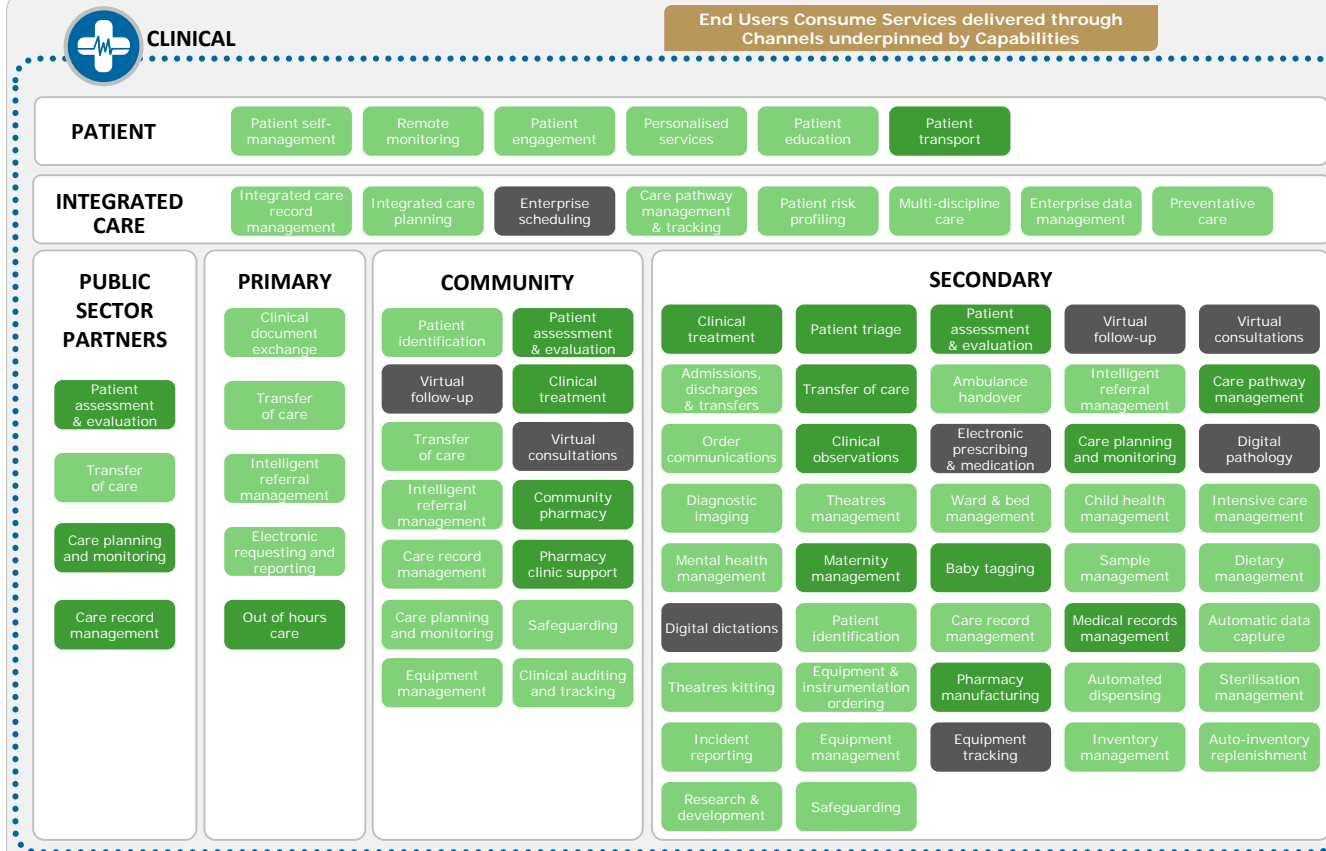 CLINICAL
End Users Consume Services delivered through
Channels underpinned by Capabilities
PATIENT
Patient self-
management
Remote
monitoring
Patient
engagement
Personalised
services
Patient
education
Patient
transport
INTEGRATED
CARE
Integrated care
record
management
Integrated care
planning
Enterprise
scheduling
Care pathway
management
& tracking
Patient risk
profiling
Multi-discipline
care
Enterprise data
management
Preventative
care
PUBLIC
SECTOR
PARTNERS
Patient
assessment
& evaluation
Transfer
of care
Care planning
and monitoring
Care record
management
PRIMARY
Clinical
document
exchange
Transfer
of care
Intelligent
referral
management
Electronic
requesting and
reporting
Out of hours
care
COMMUNITY
Patient
identification
Patient
assessment
& evaluation
Virtual
follow-up
Clinical
treatment
Transfer
of care
Virtual
consultations
Intelligent
referral
management
Community
pharmacy
Care record
management
Pharmacy
clinic support
Care planning
and monitoring
Safeguarding
Equipment
management
Clinical auditing
and tracking
SECONDARY
Clinical
treatment
Patient triage
Patient
assessment
& evaluation
Virtual
follow-up
Virtual
consultations
Admissions,
discharges
& transfers
Transfer of care
Ambulance
handover
Intelligent
referral
management
Care pathway
management
Order
communications
Clinical
observations
Electronic
prescribing
& medication
Care planning
and monitoring
Digital
pathology
Diagnostic
imaging
Theatres
management
Ward & bed
management
Child health
management
Intensive care
management
Mental health
management
Maternity
management
Baby tagging
Sample
management
Dietary
management
Digital dictations
Patient
identification
Care record
management
Medical records
management
Automatic data
capture
Theatres kitting
Equipment &
instrumentation
ordering
Pharmacy
manufacturing
Automated
dispensing
Sterilisation
management
Incident
reporting
Equipment
management
Equipment
tracking
Inventory
management
Auto-inventory
replenishment
Research &
development
Safeguarding